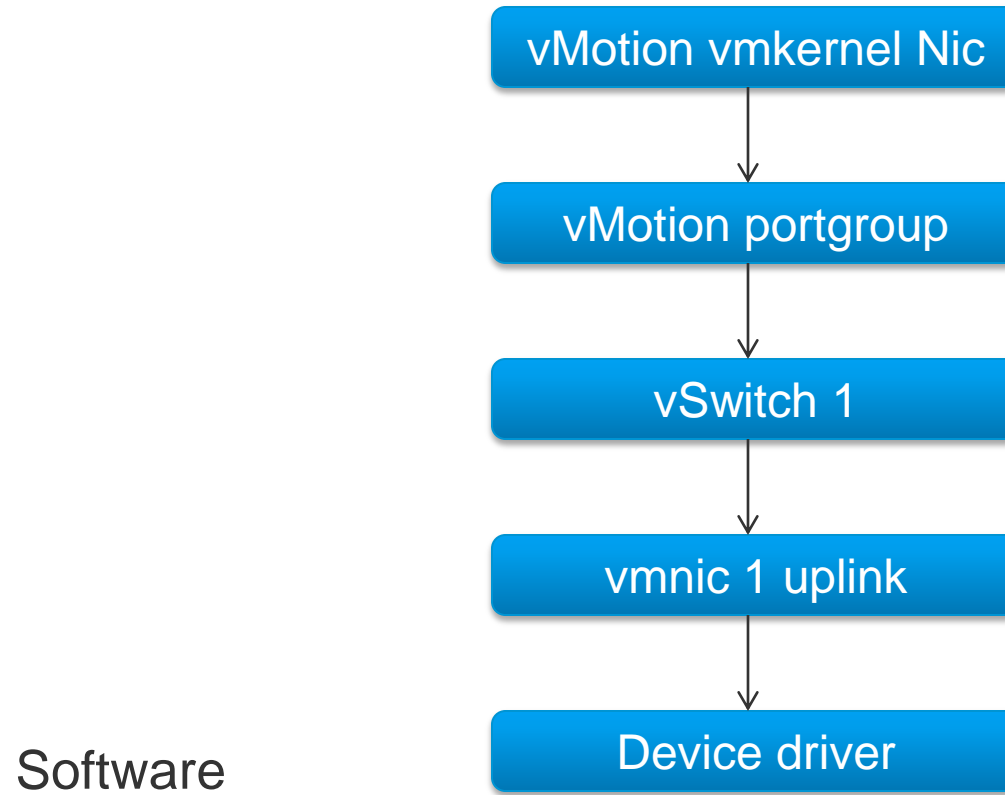 vMotion vmkernel Nic
vMotion portgroup
vSwitch 1
vmnic 1 uplink
Device driver
Software